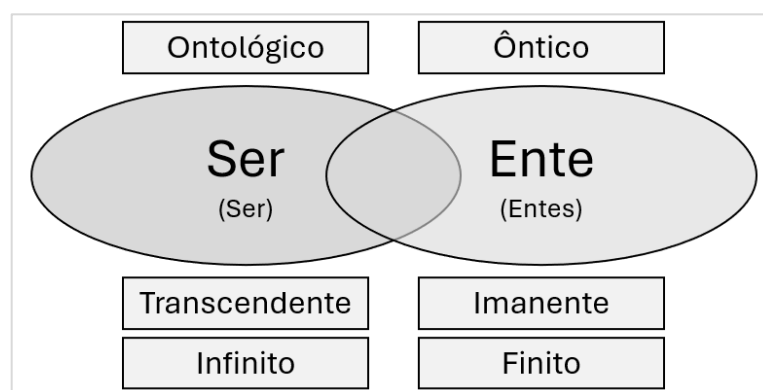 Ontológico Ôntico
Ser Ente
(Ser) (Entes)
Transcendente Imanente
Infinito Finito